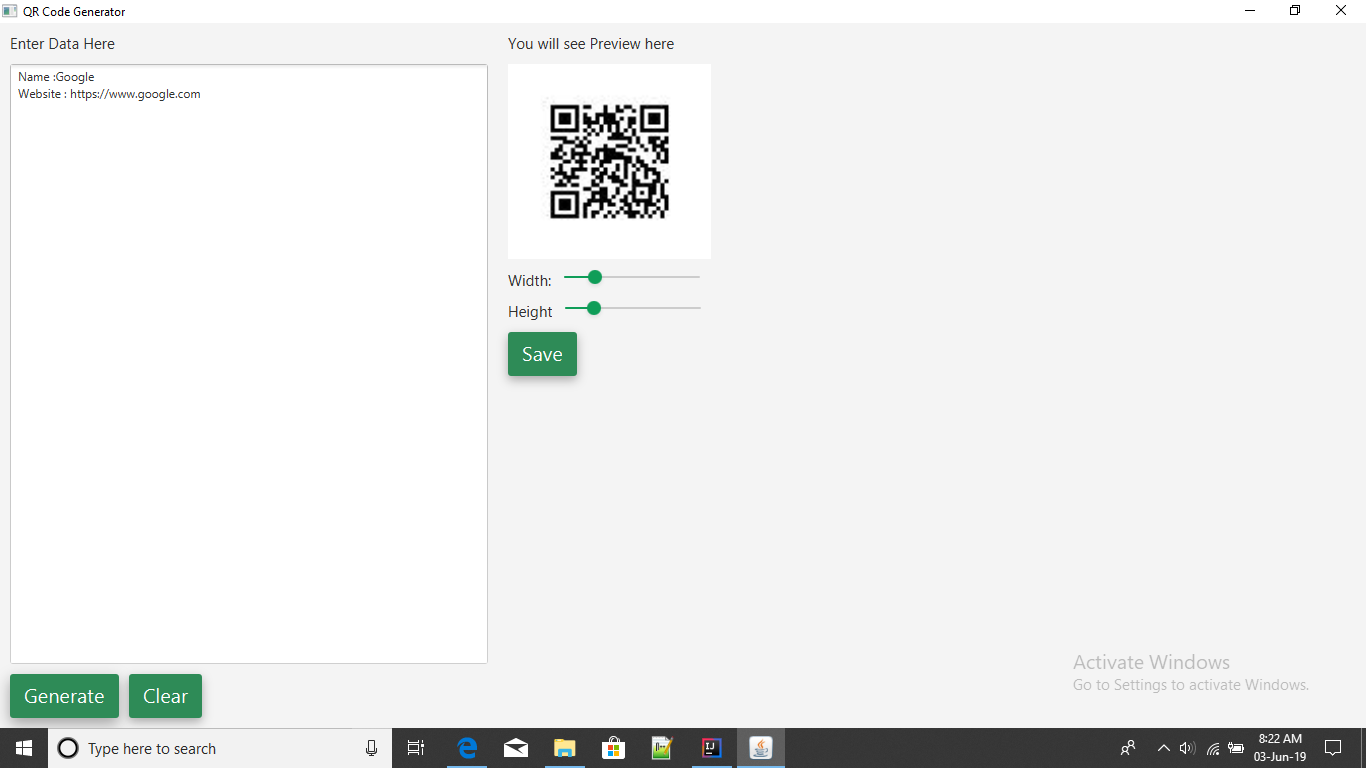 QR Code Generator
Enter Data Here
You will see Preview here
Name :Google
Website : https://www.google.com
Width:
Height
Save
Activate Windows
Go to Settings to activate Windows.
Generate
Clear
Type here to search
8:22 AM
03-Jun-19